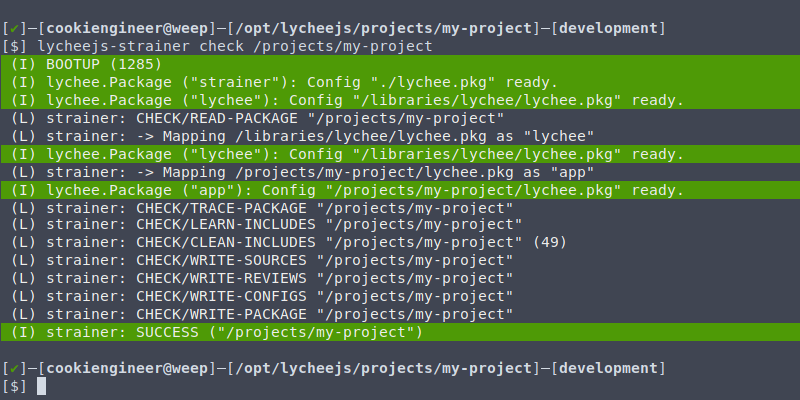 [✔]—[cookiengineer@weep]—[/opt/lycheejs/projects/my-project]—[development]
[$] lycheejs-strainer check /projects/my-project
(I) BOOTUP (1285)
(I) lychee.Package ("strainer"): Config "./lychee.pkg" ready.
(I) lychee.Package ("lychee"): Config "/libraries/lychee/lychee.pkg" ready.
(L) strainer: CHECK/READ-PACKAGE "/projects/my-project"
(L) strainer: -> Mapping /libraries/lychee/lychee.pkg as "lychee"
(I) lychee.Package ("lychee"): Config "/libraries/lychee/lychee.pkg" ready.
(L) strainer: -> Mapping /projects/my-project/lychee.pkg as "app"
(I) lychee.Package ("app"): Config "/projects/my-project/lychee.pkg" ready.
(L) strainer: CHECK/TRACE-PACKAGE "/projects/my-project"
(L) strainer: CHECK/LEARN-INCLUDES "/projects/my-project"
(L) strainer: CHECK/CLEAN-INCLUDES "/projects/my-project" (49)
(L) strainer: CHECK/WRITE-SOURCES "/projects/my-project"
(L) strainer: CHECK/WRITE-REVIEWS "/projects/my-project"
(L) strainer: CHECK/WRITE-CONFIGS "/projects/my-project"
(L) strainer: CHECK/WRITE-PACKAGE "/projects/my-project"
(I) strainer: SUCCESS ("/projects/my-project")
[✔]—[cookiengineer@weep]—[/opt/lycheejs/projects/my-project]—[development]
[$]